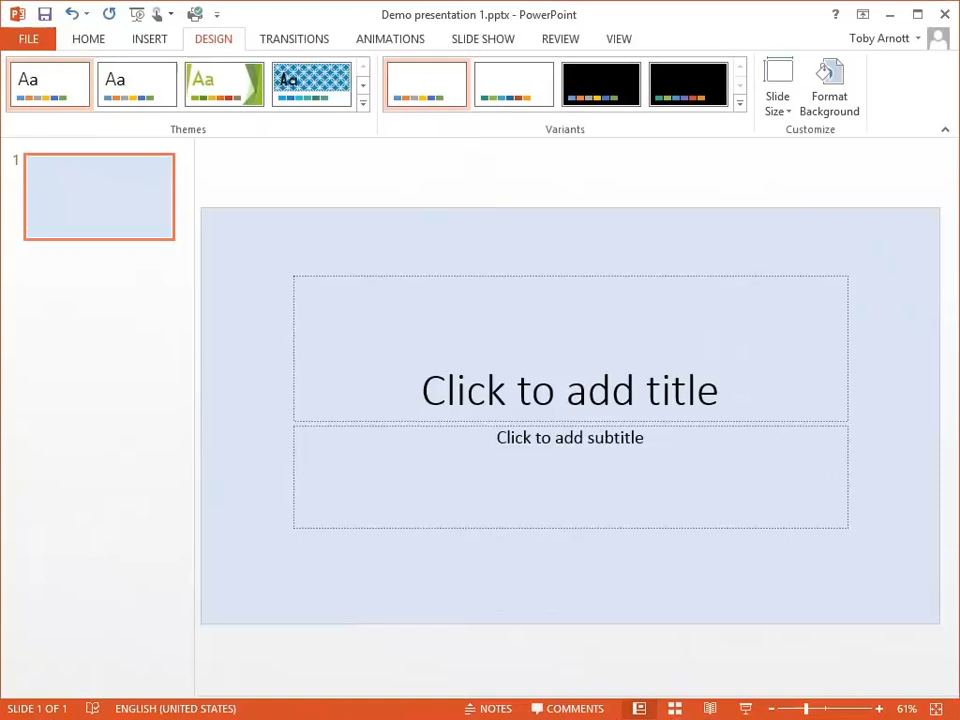 Demo presentation 1.pptx - PowerPoint
?
FILE HOME INSERT DESIGN TRANSITIONS ANIMATIONS SLIDE SHOW REVIEW VIEW Toby Arnott
Aa Aa Aa Aa
Slide Size
Format Background
Themes Variants Customize
1
Click to add title
Click to add subtitle
SLIDE 1 OF 1 ENGLISH (UNITED STATES) NOTES COMMENTS 61%